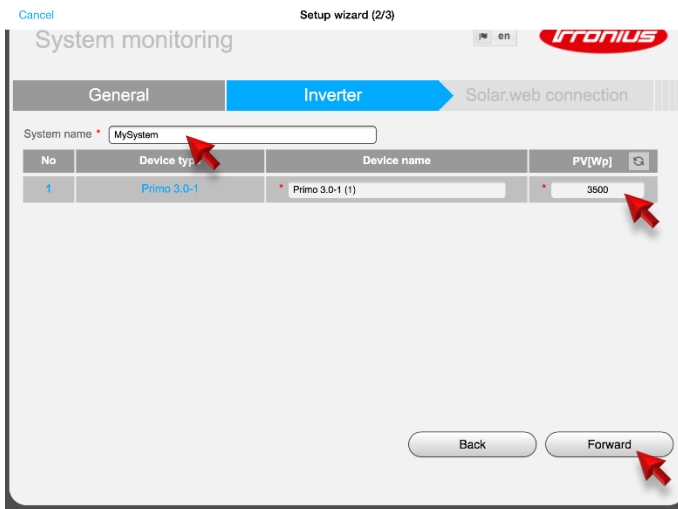 Cancel Setup wizard (2/3)
System monitoring en Fronius
General Inverter Solar.web connection
System name * MySystem
No Device type Device name PV[Wp]
1 Primo 3.0-1 * Primo 3.0-1 (1) * 3500
Back Forward